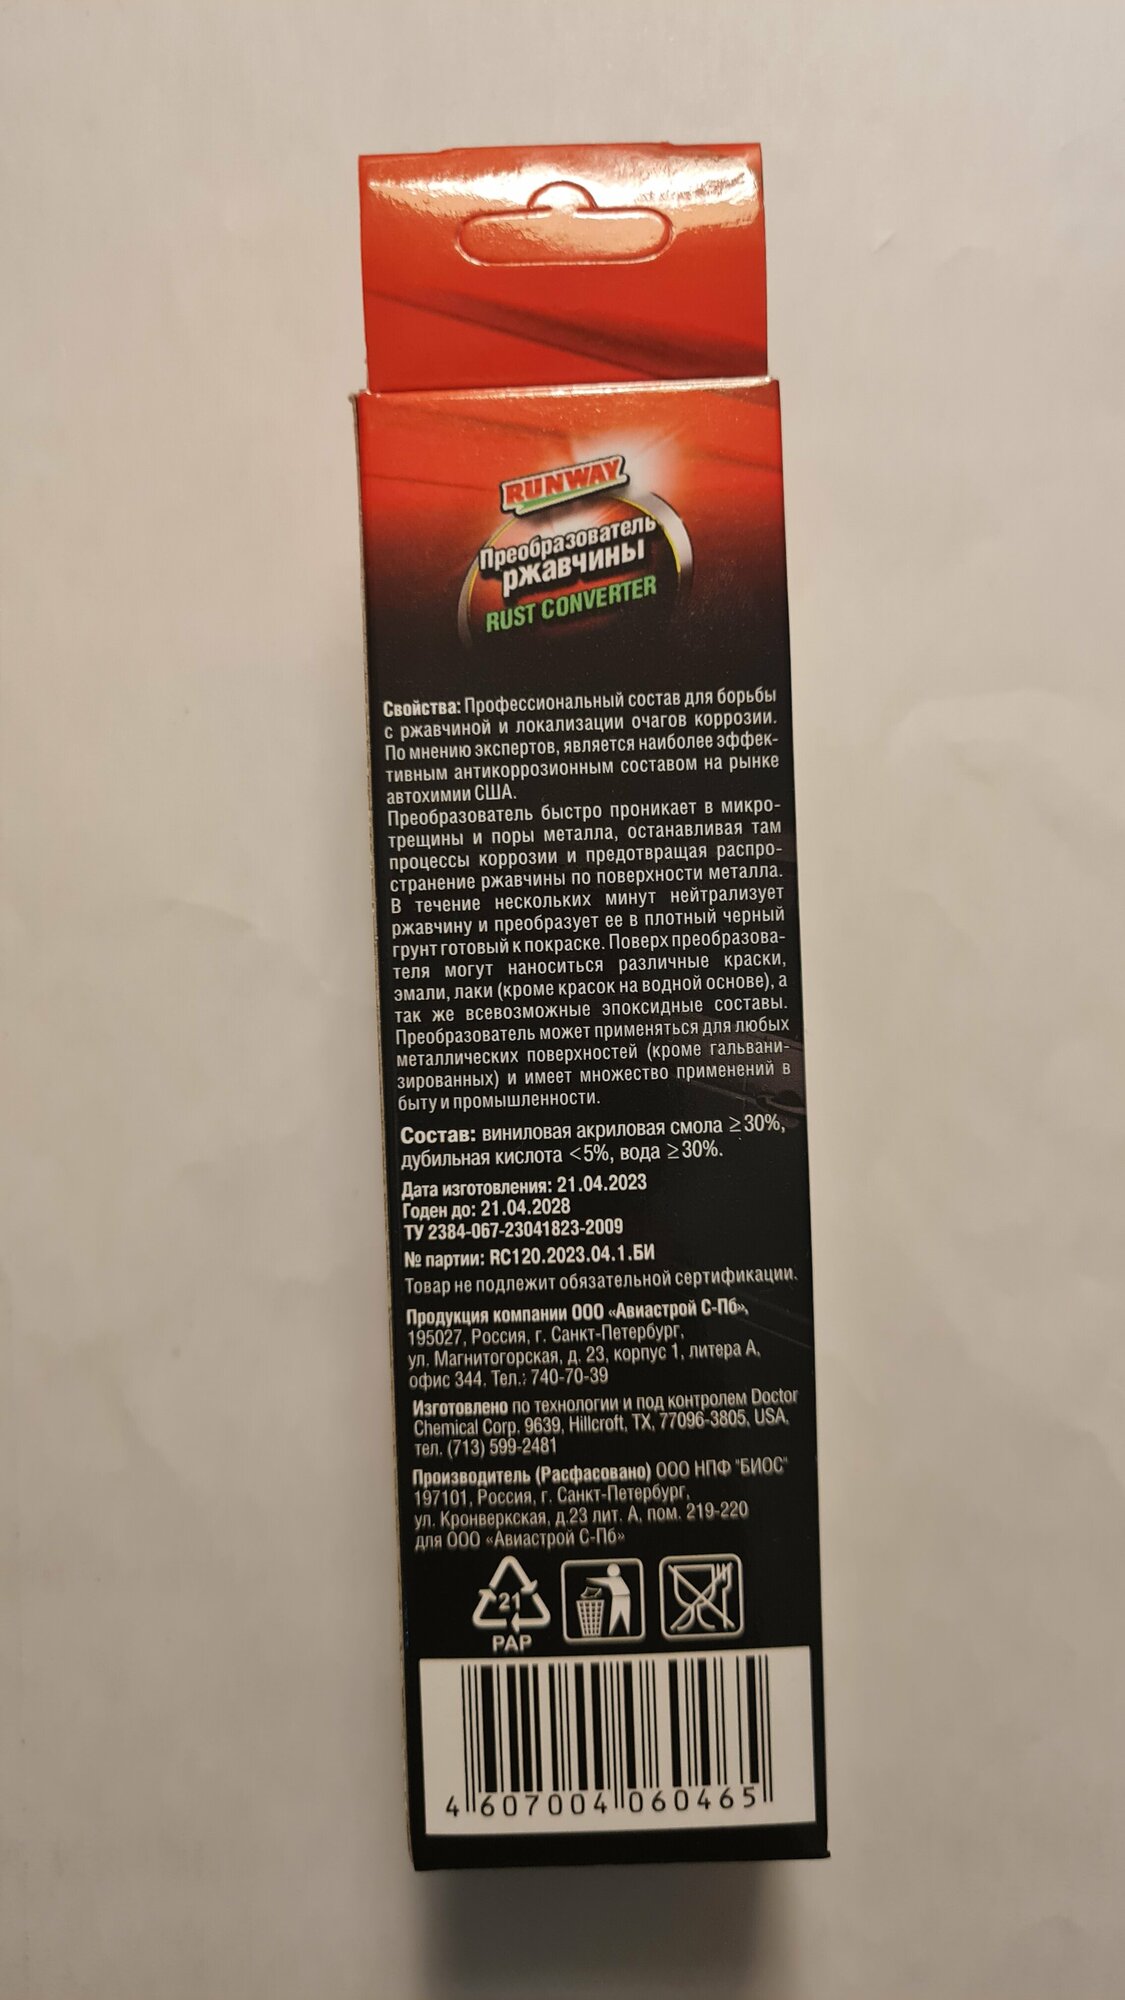 RUNWAY
Преобразователь
ржавчины
RUST CONVERTER
Свойства: Профессиональный состав для борьбы
с ржавчиной и локализации очагов коррозии.
По мнению экспертов, является наиболее эффек-
тивным антикоррозионным составом на рынке
автохимии США.
Преобразователь быстро проникает в микро-
трещины и поры металла, останавливая там
процессы коррозии и предотвращая распро-
странение ржавчины по поверхности металла.
В течение нескольких минут нейтрализует
ржавчину и преобразует ее в плотный черный
грунт готовый к покраске. Поверх преобразова-
теля могут наноситься различные краски,
эмали, лаки (кроме красок на водной основе), а
так же всевозможные эпоксидные составы.
Преобразователь может применяться для любых
металлических поверхностей (кроме гальвани-
зированных) и имеет множество применений в
быту и промышленности.
Состав: виниловая акриловая смола ≥30%,
дубильная кислота <5%, вода ≥30%.
Дата изготовления: 21.04.2023
Годен до: 21.04.2028
ТУ 2384-067-23041823-2009
№ партии: RC120.2023.04.1.БИ
Товар не подлежит обязательной сертификации.
Продукция компании ООО «Авиастрой С-Пб»,
195027, Россия, г. Санкт-Петербург,
ул. Магнитогорская, д. 23, корпус 1, литера А,
офис 344. Тел.: 740-70-39
Изготовлено по технологии и под контролем Doctor
Chemical Corp. 9639, Hillcroft, TX, 77096-3805, USA,
тел. (713) 599-2481
Производитель (Расфасовано) ООО НПФ "БИОС"
197101, Россия, г. Санкт-Петербург,
ул. Кронверкская, д.23 лит. А, пом. 219-220
для ООО «Авиастрой С-Пб»
21
PAP
4 607004 060465